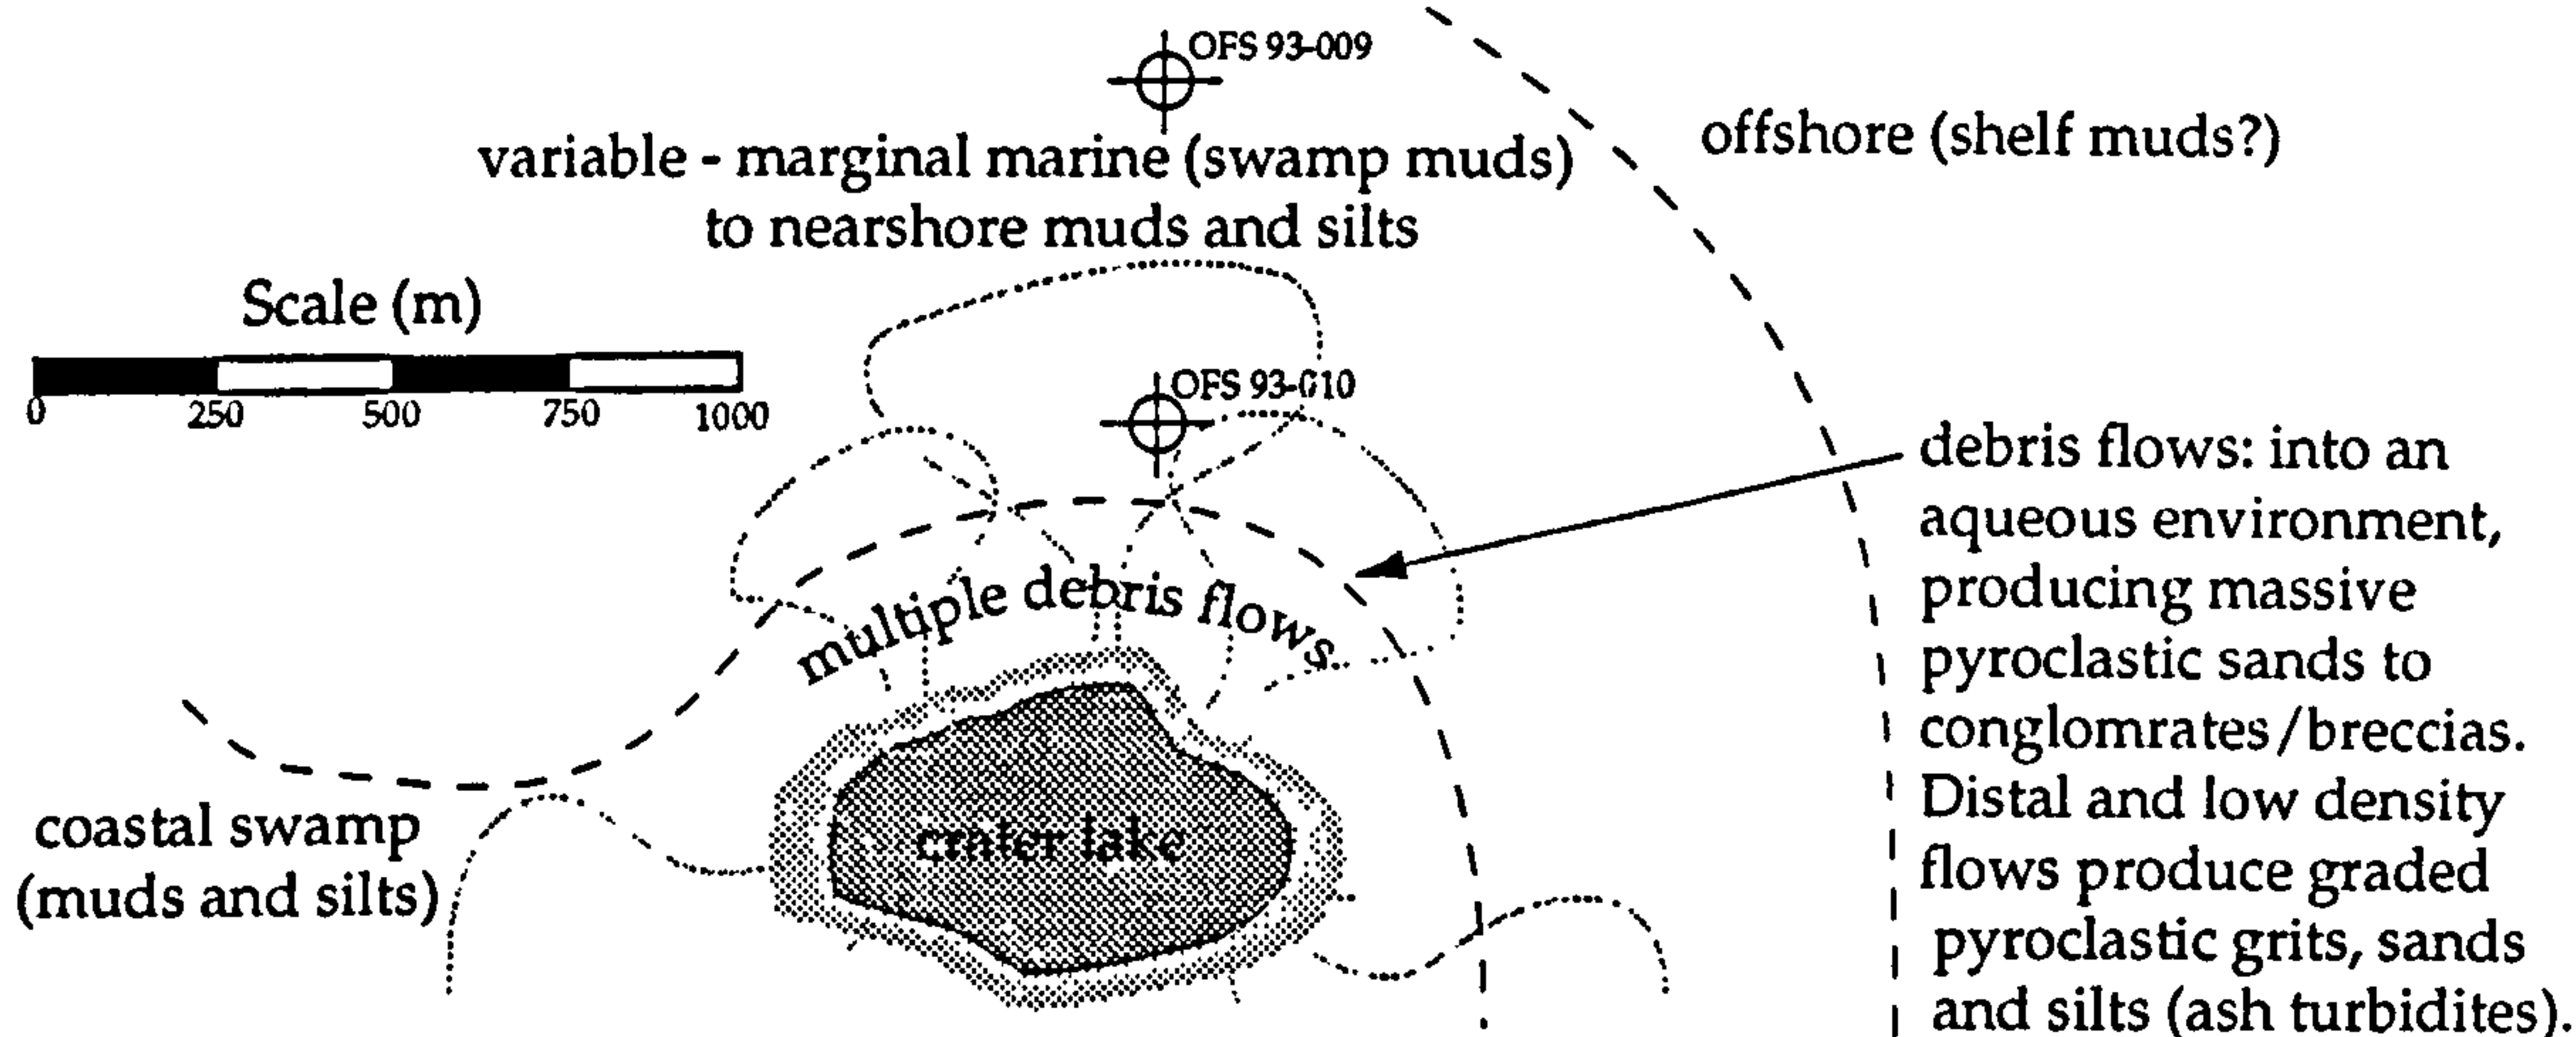 OFS 93-009
variable - marginal marine (swamp muds)
to nearshore muds and silts
offshore (shelf muds?)
Scale (m)
0 250 500 750 1000
OFS 93-010
multiple debris flows
crater lake
coastal swamp
(muds and silts)
debris flows: into an
aqueous environment,
producing massive
pyroclastic sands to
conglomrates/breccias.
Distal and low density
flows produce graded
pyroclastic grits, sands
and silts (ash turbidites).